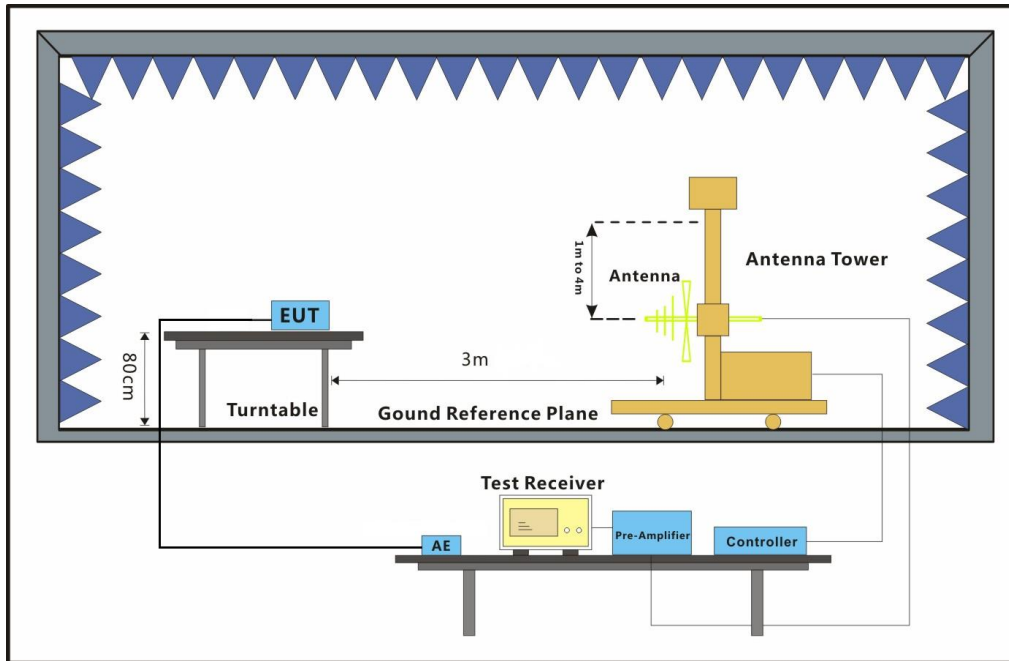 1m to 4m
Antenna
Antenna Tower
EUT
80cm
3m
Turntable
Gound Reference Plane
Test Receiver
AE
Pre-Amplifier
Controller